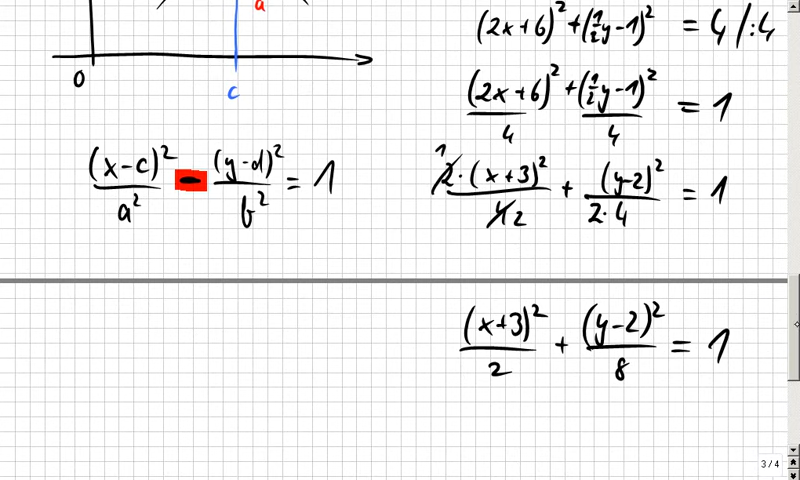 a
0
c
(x-c)²/a² - (y-d)²/b² = 1
(2x+6)² + (½y-1)² = 4 /:4
(2x+6)²/4 + (½y-1)²/4 = 1
1
2·(x+3)²/4 2 + (y-2)²/2·4 = 1
(x+3)²/2 + (y-2)²/8 = 1
3 / 4